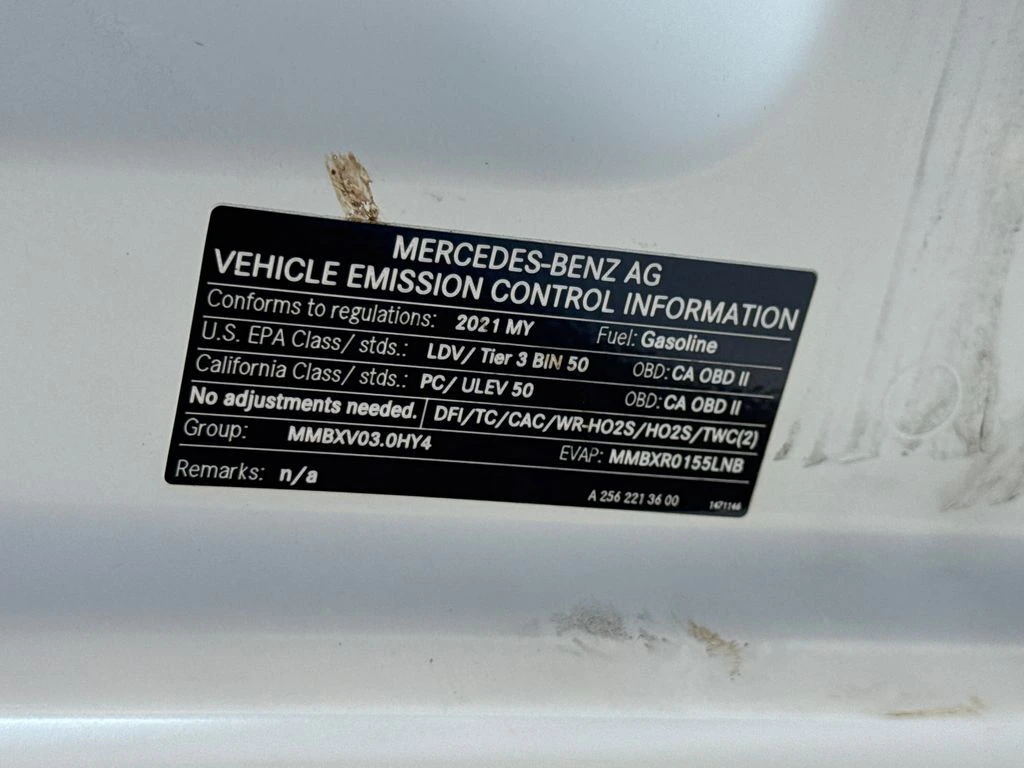 MERCEDES-BENZ AG
VEHICLE EMISSION CONTROL INFORMATION
Conforms to regulations: 2021 MY Fuel: Gasoline
U.S. EPA Class/ stds.: LDV/ Tier 3 BIN 50 OBD: CA OBD II
California Class/ stds.: PC/ ULEV 50 OBD: CA OBD II
No adjustments needed. DFI/TC/CAC/WR-HO2S/HO2S/TWC(2)
Group: MMBXV03.0HY4 EVAP: MMBXR0155LNB
Remarks: n/a A 256 221 36 00 1471146